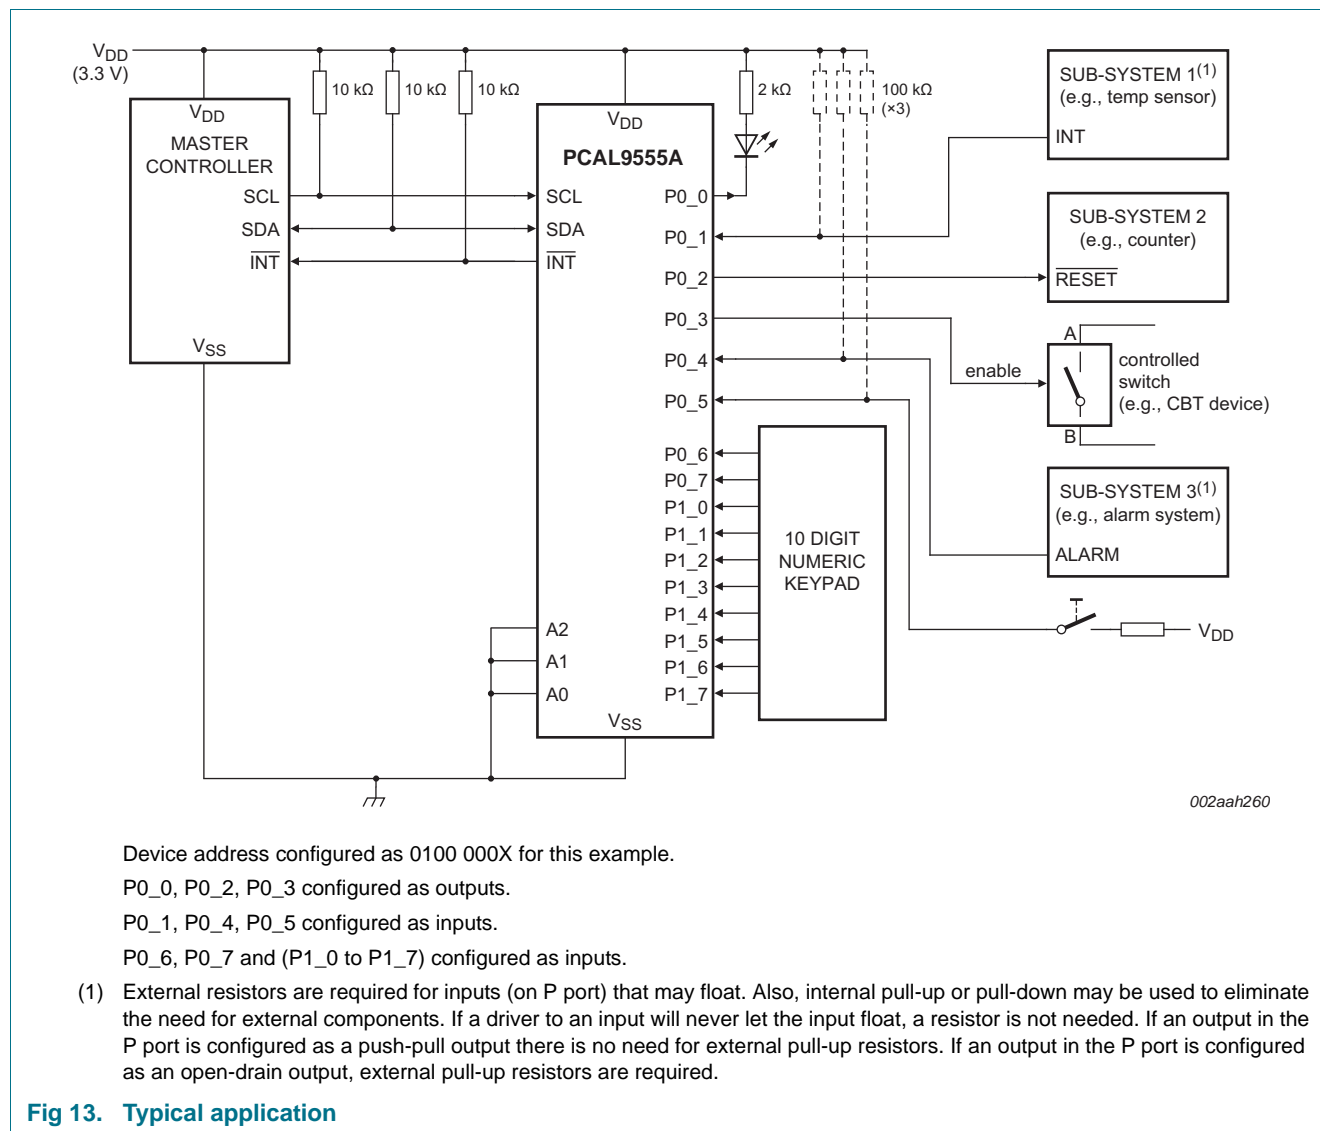 VDD
(3.3 V)
10 kΩ
10 kΩ
10 kΩ
2 kΩ
100 kΩ
(×3)
VDD
MASTER
CONTROLLER
SCL
SDA
INT
VSS
VDD
PCAL9555A
SCL
SDA
INT
A2
A1
A0
VSS
P0_0
P0_1
P0_2
P0_3
P0_4
P0_5
P0_6
P0_7
P1_0
P1_1
P1_2
P1_3
P1_4
P1_5
P1_6
P1_7
10 DIGIT
NUMERIC
KEYPAD
SUB-SYSTEM 1(1)
(e.g., temp sensor)
INT
SUB-SYSTEM 2
(e.g., counter)
RESET
A
enable
controlled
switch
(e.g., CBT device)
B
SUB-SYSTEM 3(1)
(e.g., alarm system)
ALARM
VDD
002aah260
Device address configured as 0100 000X for this example.
P0_0, P0_2, P0_3 configured as outputs.
P0_1, P0_4, P0_5 configured as inputs.
P0_6, P0_7 and (P1_0 to P1_7) configured as inputs.
(1) External resistors are required for inputs (on P port) that may float. Also, internal pull-up or pull-down may be used to eliminate
the need for external components. If a driver to an input will never let the input float, a resistor is not needed. If an output in the
P port is configured as a push-pull output there is no need for external pull-up resistors. If an output in the P port is configured
as an open-drain output, external pull-up resistors are required.
Fig 13. Typical application